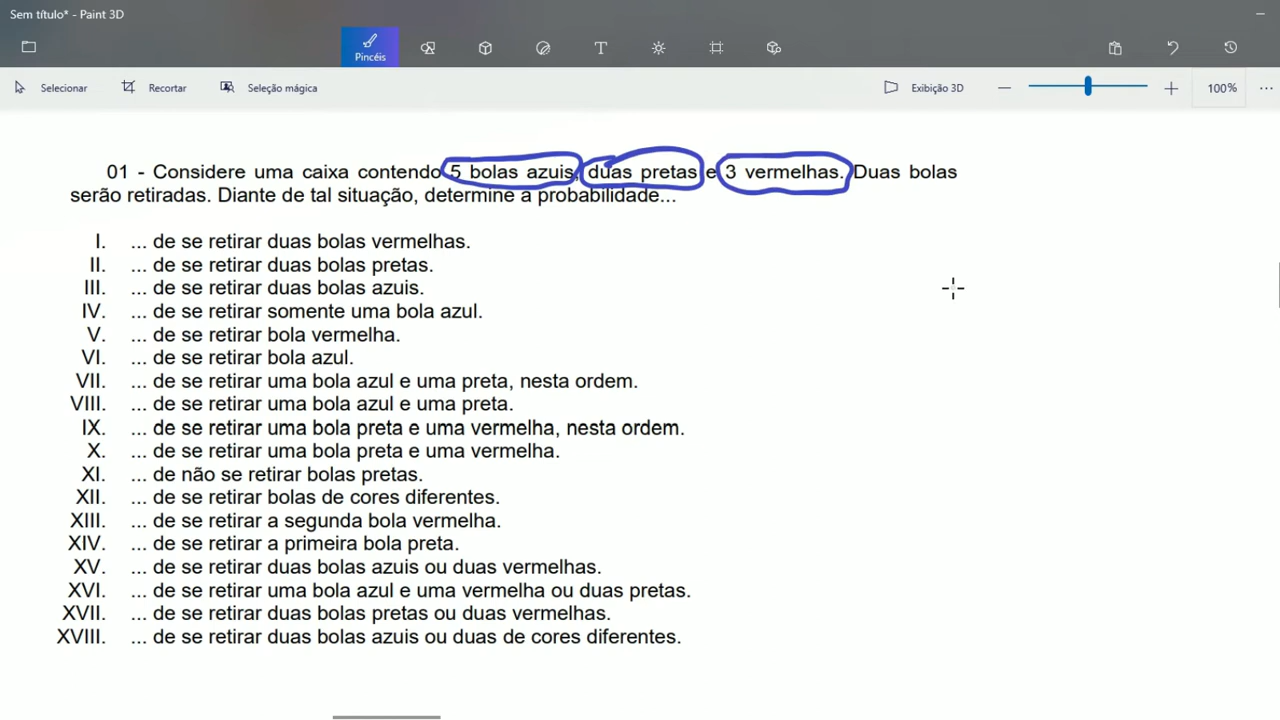 Sem título* - Paint 3D
Pincéis
Selecionar Recortar Seleção mágica Exibição 3D 100%
01 - Considere uma caixa contendo 5 bolas azuis, duas pretas e 3 vermelhas. Duas bolas
serão retiradas. Diante de tal situação, determine a probabilidade...
I. ... de se retirar duas bolas vermelhas.
II. ... de se retirar duas bolas pretas.
III. ... de se retirar duas bolas azuis.
IV. ... de se retirar somente uma bola azul.
V. ... de se retirar bola vermelha.
VI. ... de se retirar bola azul.
VII. ... de se retirar uma bola azul e uma preta, nesta ordem.
VIII. ... de se retirar uma bola azul e uma preta.
IX. ... de se retirar uma bola preta e uma vermelha, nesta ordem.
X. ... de se retirar uma bola preta e uma vermelha.
XI. ... de não se retirar bolas pretas.
XII. ... de se retirar bolas de cores diferentes.
XIII. ... de se retirar a segunda bola vermelha.
XIV. ... de se retirar a primeira bola preta.
XV. ... de se retirar duas bolas azuis ou duas vermelhas.
XVI. ... de se retirar uma bola azul e uma vermelha ou duas pretas.
XVII. ... de se retirar duas bolas pretas ou duas vermelhas.
XVIII. ... de se retirar duas bolas azuis ou duas de cores diferentes.